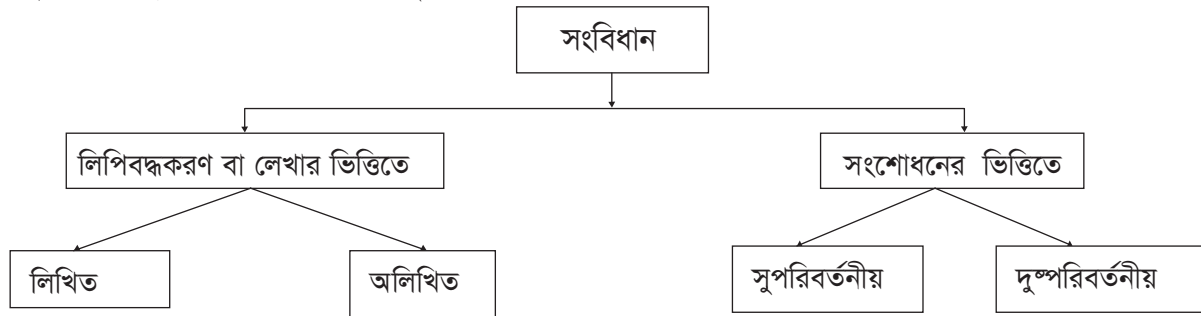 সংবিধান
লিপিবদ্ধকরণ বা লেখার ভিত্তিতে
সংশোধনের ভিত্তিতে
লিখিত
অলিখিত
সুপরিবর্তনীয়
দুষ্পরিবর্তনীয়